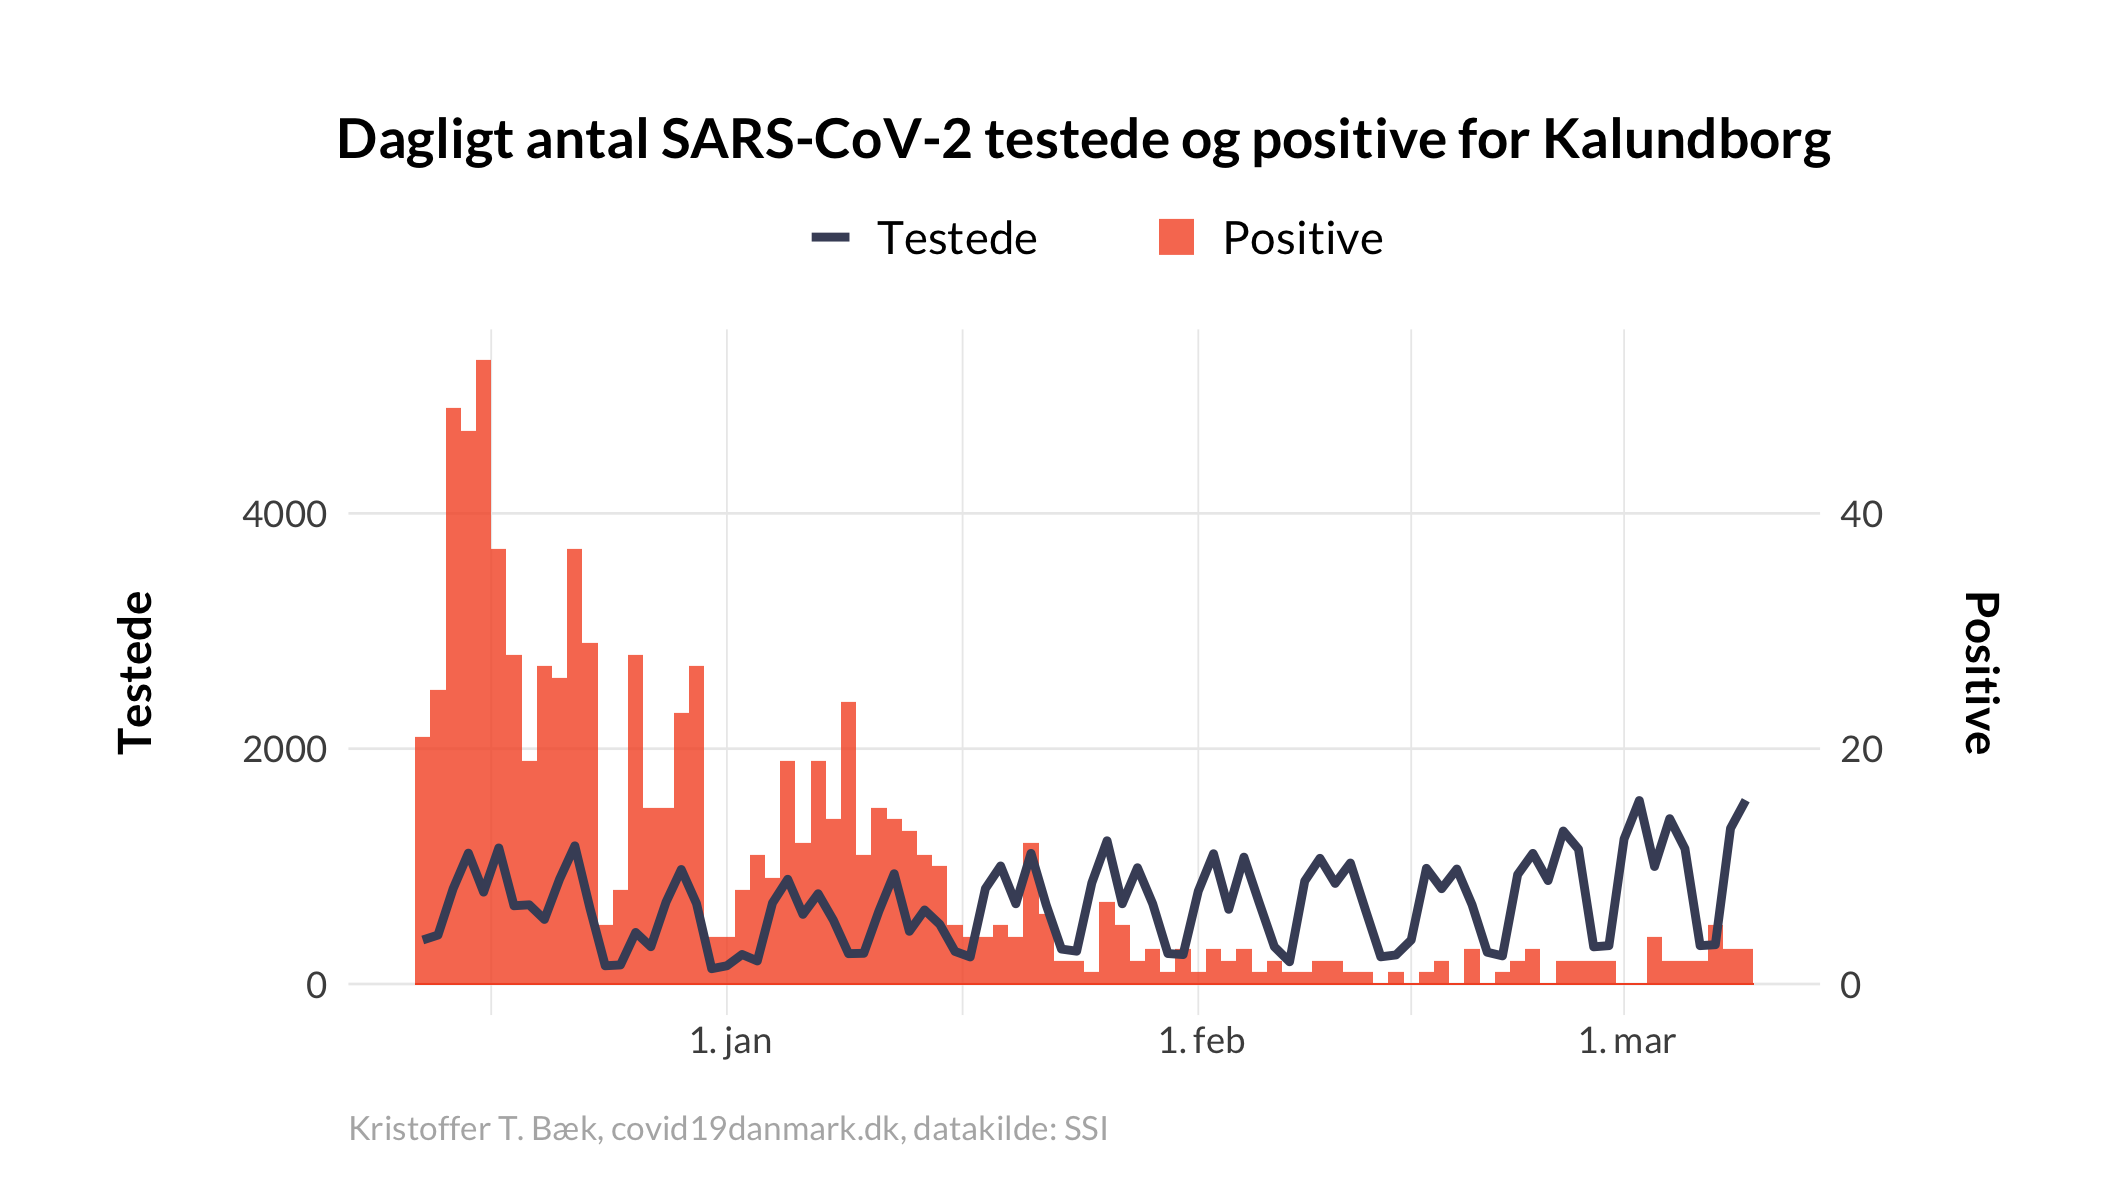 Dagligt antal SARS-CoV-2 testede og positive for Kalundborg
Testede
Positive
Testede
4000
2000
0
40
20
0
Positive
1. jan
1. feb
1. mar
Kristoffer T. Bæk, covid19danmark.dk, datakilde: SSI